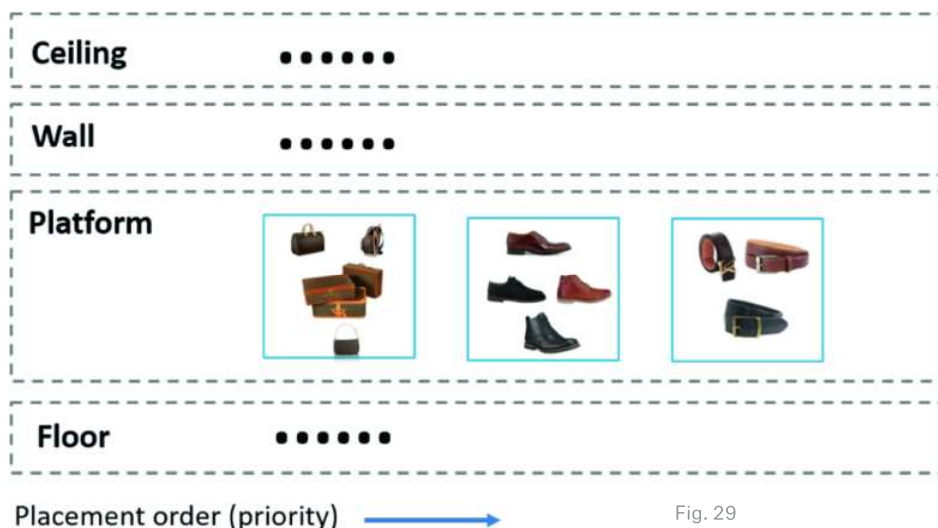 Ceiling ......
Wall ......
Platform
Floor ......
Placement order (priority)
Fig. 29